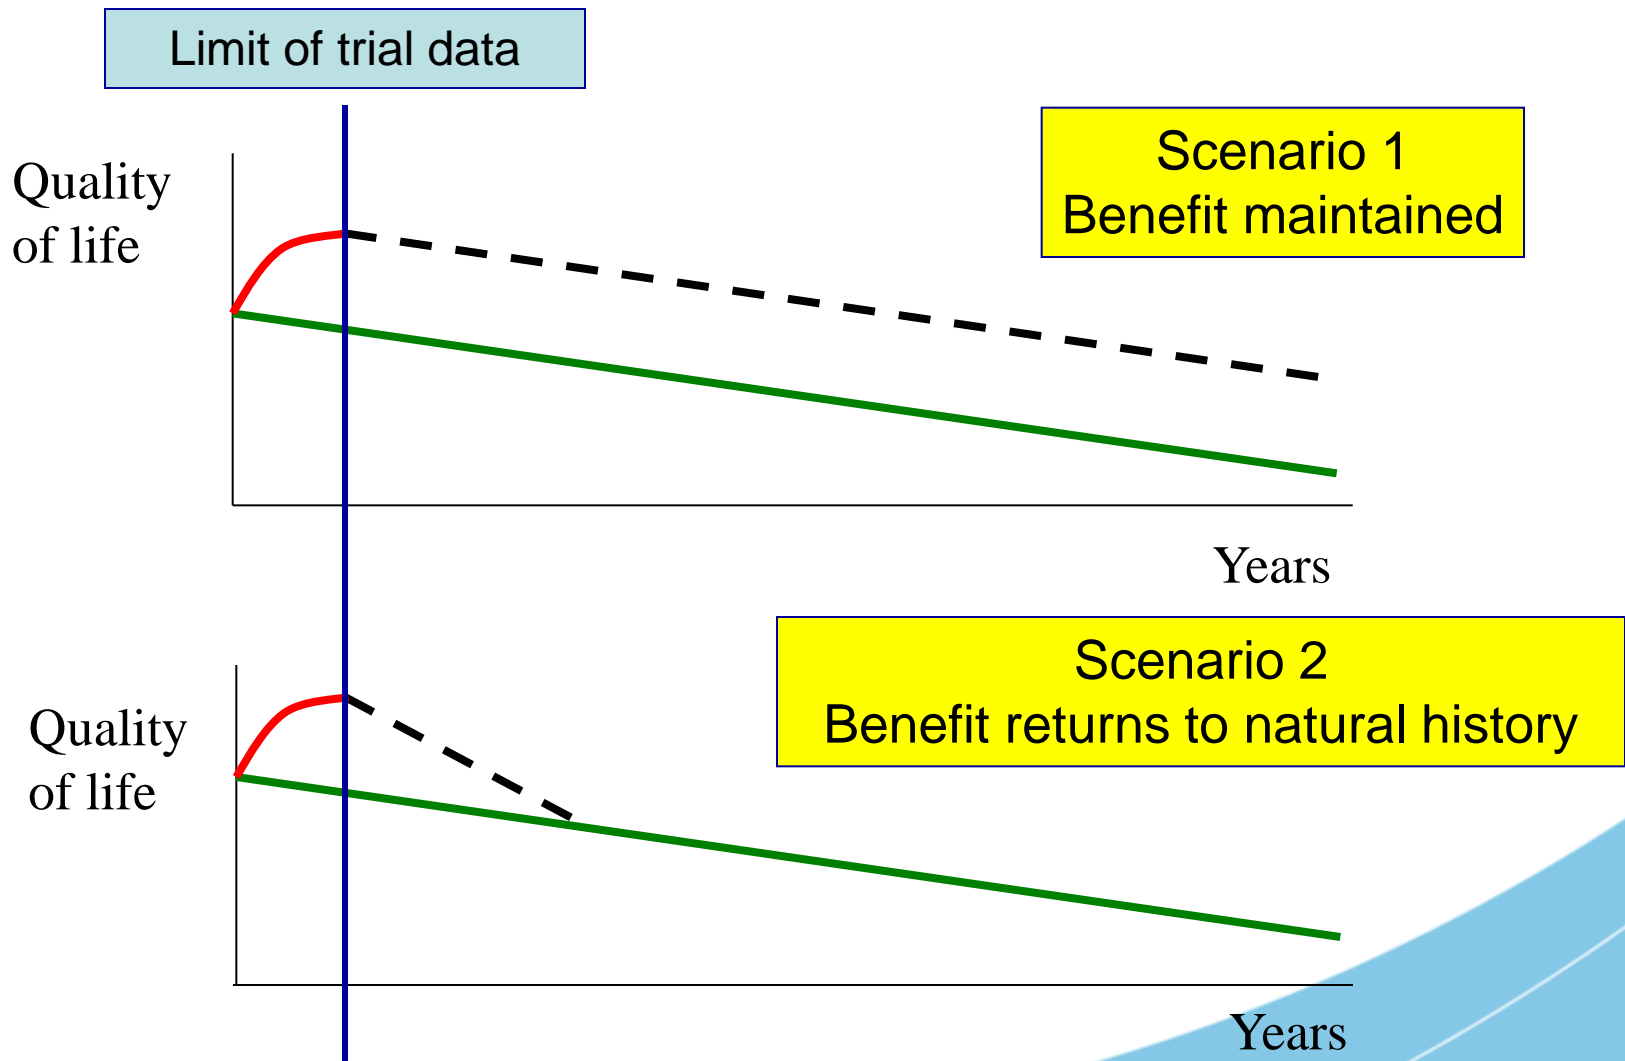 Limit of trial data
Scenario 1
Benefit maintained
Quality
of life
Years
Scenario 2
Benefit returns to natural history
Quality
of life
Years